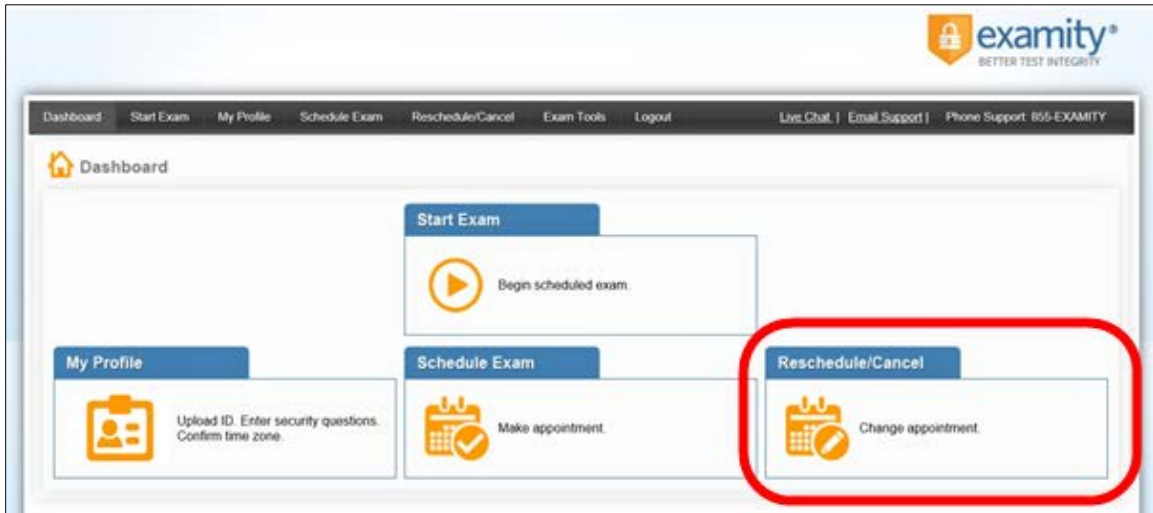 examity®
BETTER TEST INTEGRITY
Dashboard Start Exam My Profile Schedule Exam Reschedule/Cancel Exam Tools Logout Live Chat | Email Support | Phone Support 855-EXAMITY
Dashboard
Start Exam
Begin scheduled exam.
My Profile
Upload ID. Enter security questions.
Confirm time zone.
Schedule Exam
Make appointment.
Reschedule/Cancel
Change appointment.